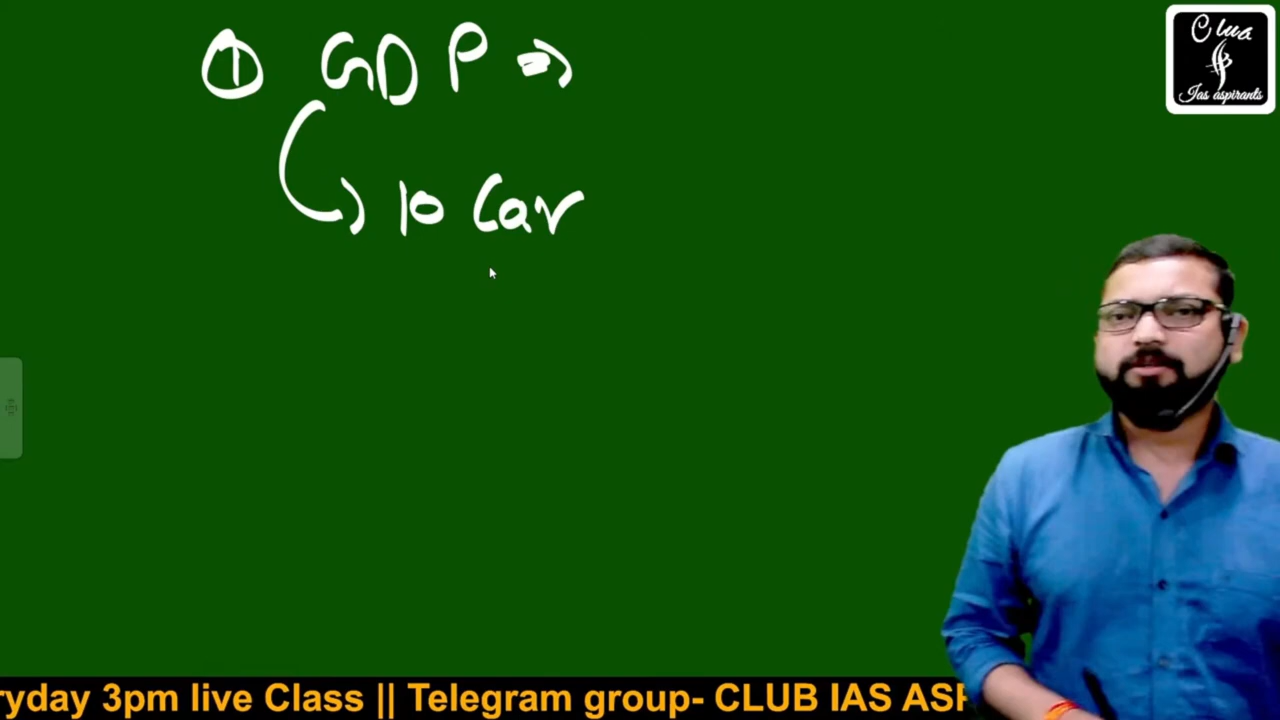 ① GDP ⇒
↳ 10 Car
Club
Ias aspirants
ryday 3pm live Class || Telegram group- CLUB IAS ASP